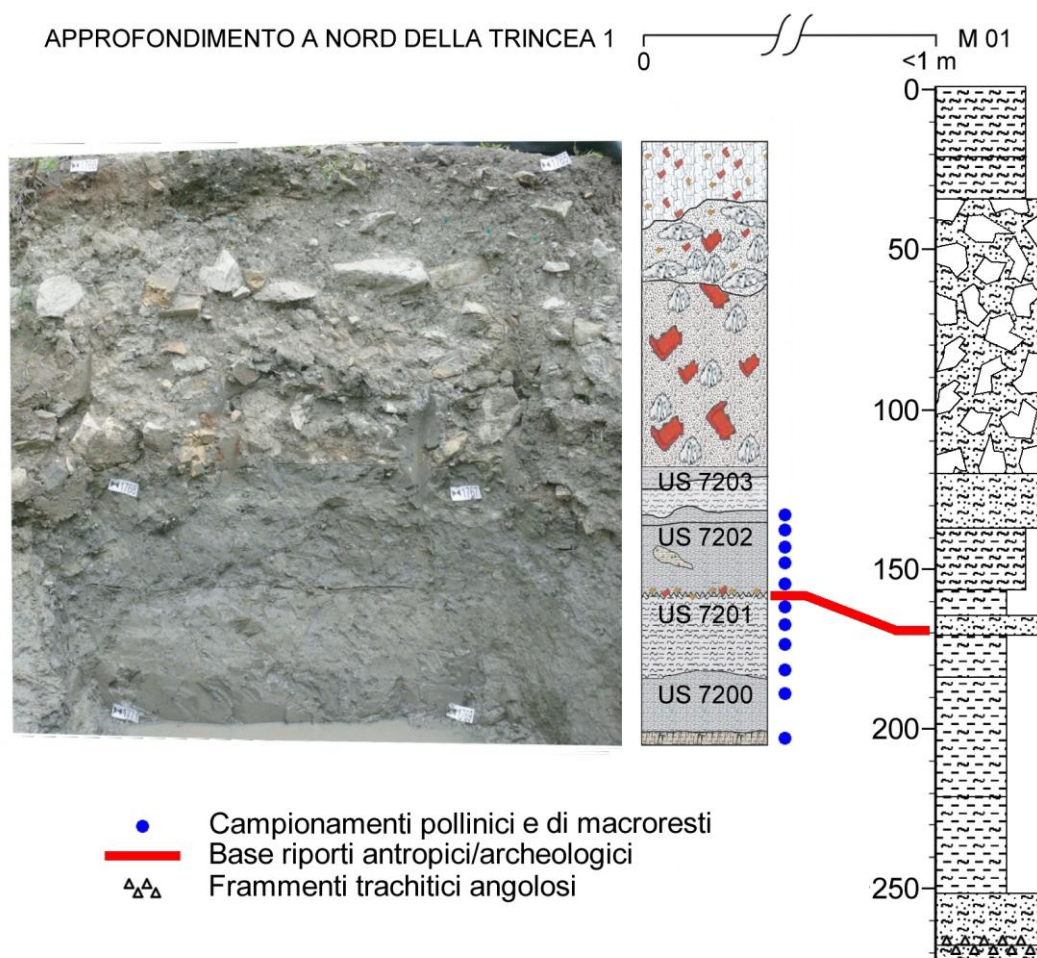 APPROFONDIMENTO A NORD DELLA TRINCEA 1
0
<1 m
M 01
0
50
100
150
200
250
US 7203
US 7202
US 7201
US 7200
Campionamenti pollinici e di macroresti
Base riporti antropici/archeologici
Frammenti trachitici angolosi